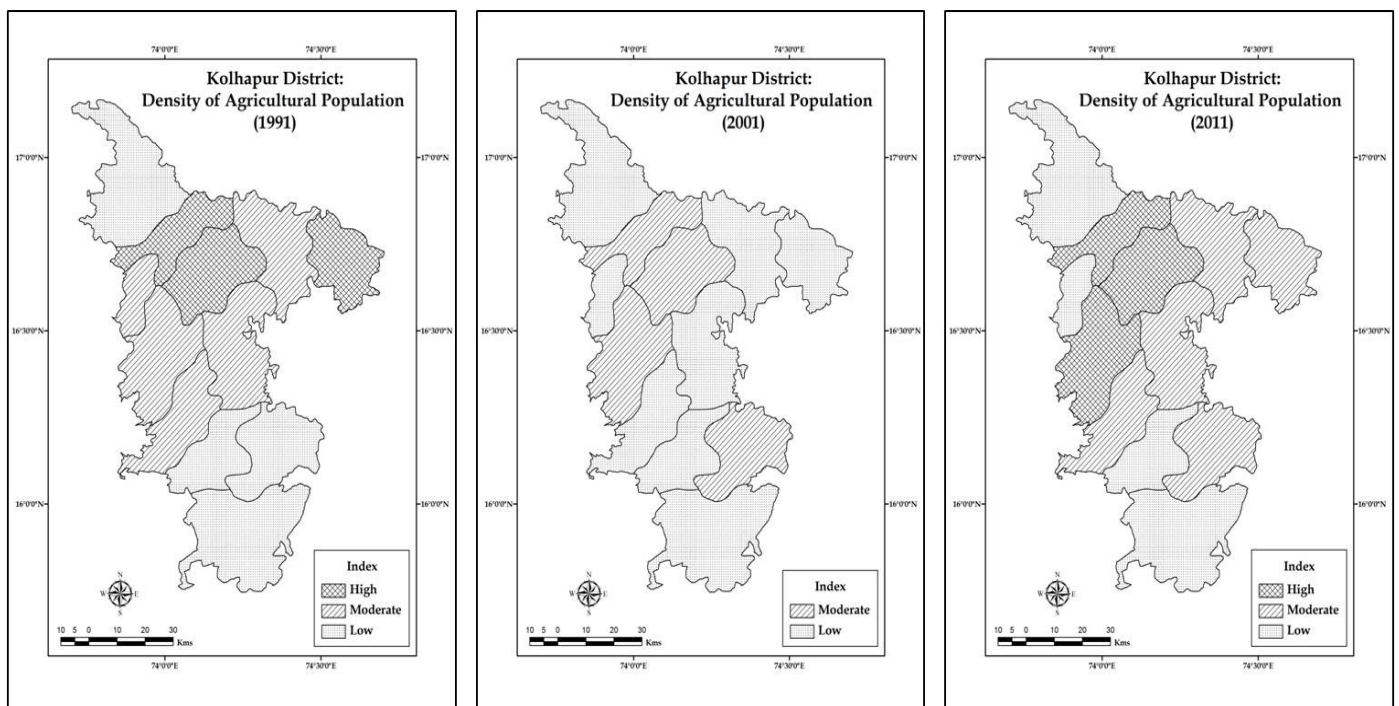 74°0'0"E 74°30'0"E
Kolhapur District:
Density of Agricultural Population
(1991)
17°0'0"N 17°0'0"N
16°30'0"N 16°30'0"N
16°0'0"N 16°0'0"N
N
W E
S
Index
High
Moderate
Low
10 5 0 10 20 30
Kms
74°0'0"E 74°30'0"E
74°0'0"E 74°30'0"E
Kolhapur District:
Density of Agricultural Population
(2001)
17°0'0"N 17°0'0"N
16°30'0"N 16°30'0"N
16°0'0"N 16°0'0"N
N
W E
S
Index
Moderate
Low
10 5 0 10 20 30
Kms
74°0'0"E 74°30'0"E
74°0'0"E 74°30'0"E
Kolhapur District:
Density of Agricultural Population
(2011)
17°0'0"N 17°0'0"N
16°30'0"N 16°30'0"N
16°0'0"N 16°0'0"N
N
W E
S
Index
High
Moderate
Low
10 5 0 10 20 30
Kms
74°0'0"E 74°30'0"E